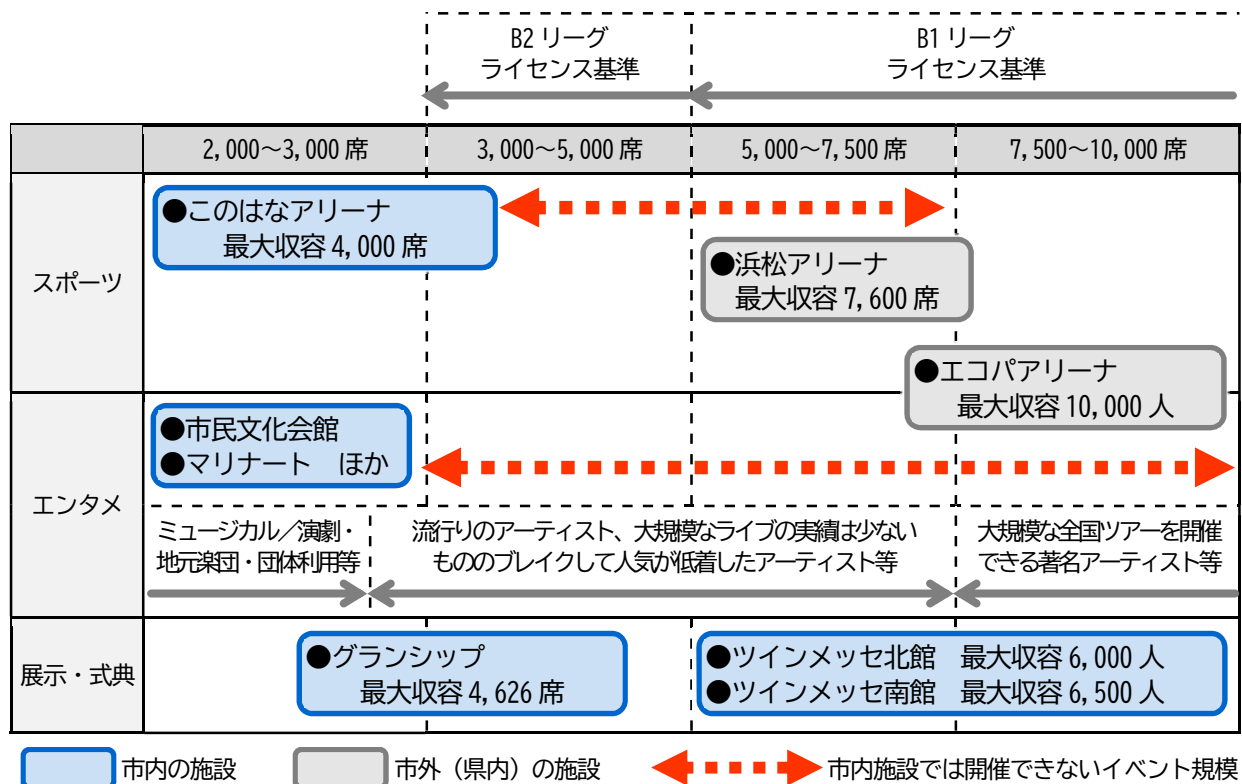 B2 リーグ
ライセンス基準
B1 リーグ
ライセンス基準
2,000～3,000 席
3,000～5,000 席
5,000～7,500 席
7,500～10,000 席
スポーツ
●このはなアリーナ
最大収容 4,000 席
●浜松アリーナ
最大収容 7,600 席
●エコパアリーナ
最大収容 10,000 人
エンタメ
●市民文化会館
●マリナート　ほか
ミュージカル／演劇・
地元楽団・団体利用等
流行りのアーティスト、大規模なライブの実績は少ない
もののブレイクして人気が低着したアーティスト等
大規模な全国ツアーを開催
できる著名アーティスト等
展示・式典
●グランシップ
最大収容 4,626 席
●ツインメッセ北館　最大収容 6,000 人
●ツインメッセ南館　最大収容 6,500 人
市内の施設
市外（県内）の施設
市内施設では開催できないイベント規模